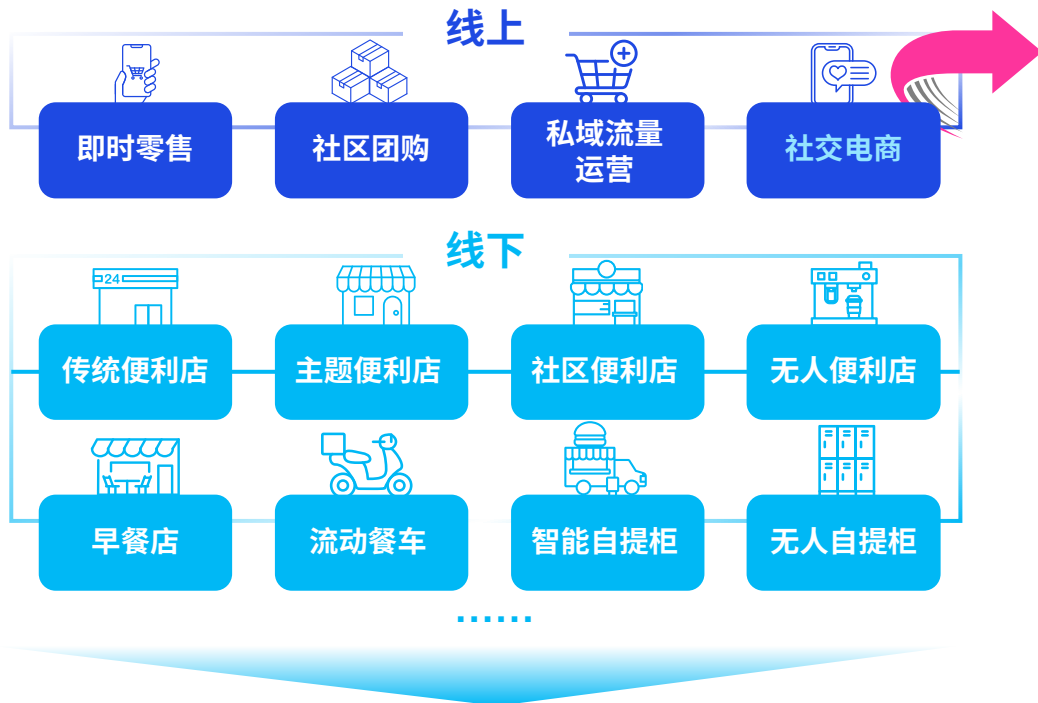 线上
即时零售
社区团购
私域流量
运营
社交电商
线下
24
传统便利店
主题便利店
社区便利店
无人便利店
早餐店
流动餐车
智能自提柜
无人自提柜
......